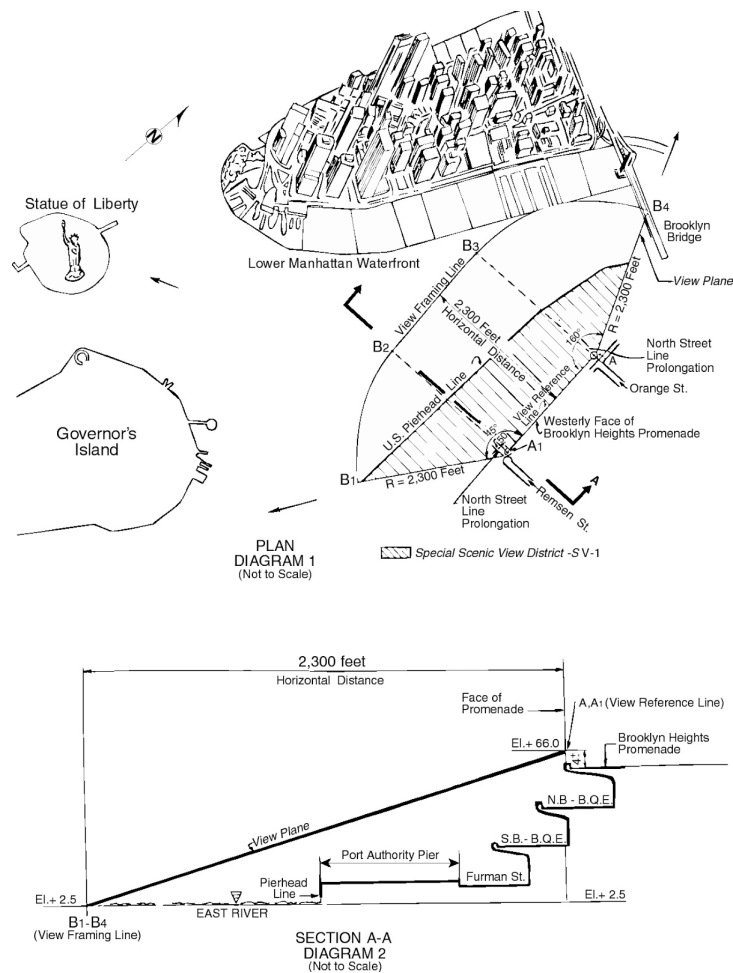 N
Statue of Liberty
Lower Manhattan Waterfront
B4
Brooklyn
Bridge
View Plane
B3
View Framing Line
2,300 Feet
Horizontal Distance
R = 2,300 Feet
160°
A
North Street
Line
Prolongation
Orange St.
B2
U.S. Pierhead Line
View Reference
Line
45°
Westerly Face of
Brooklyn Heights Promenade
Governor's
Island
B1
R = 2,300 Feet
A1
A
Remsen St.
North Street
Line
Prolongation
PLAN
DIAGRAM 1
(Not to Scale)
Special Scenic View District -SV-1
2,300 feet
Horizontal Distance
Face of
Promenade
A,A1 (View Reference Line)
El.+ 66.0
4±
Brooklyn Heights
Promenade
N.B - B.Q.E.
View Plane
S.B.- B.Q.E.
Port Authority Pier
Pierhead
Line
Furman St.
El.+ 2.5
El.+ 2.5
EAST RIVER
B1-B4
(View Framing Line)
SECTION A-A
DIAGRAM 2
(Not to Scale)